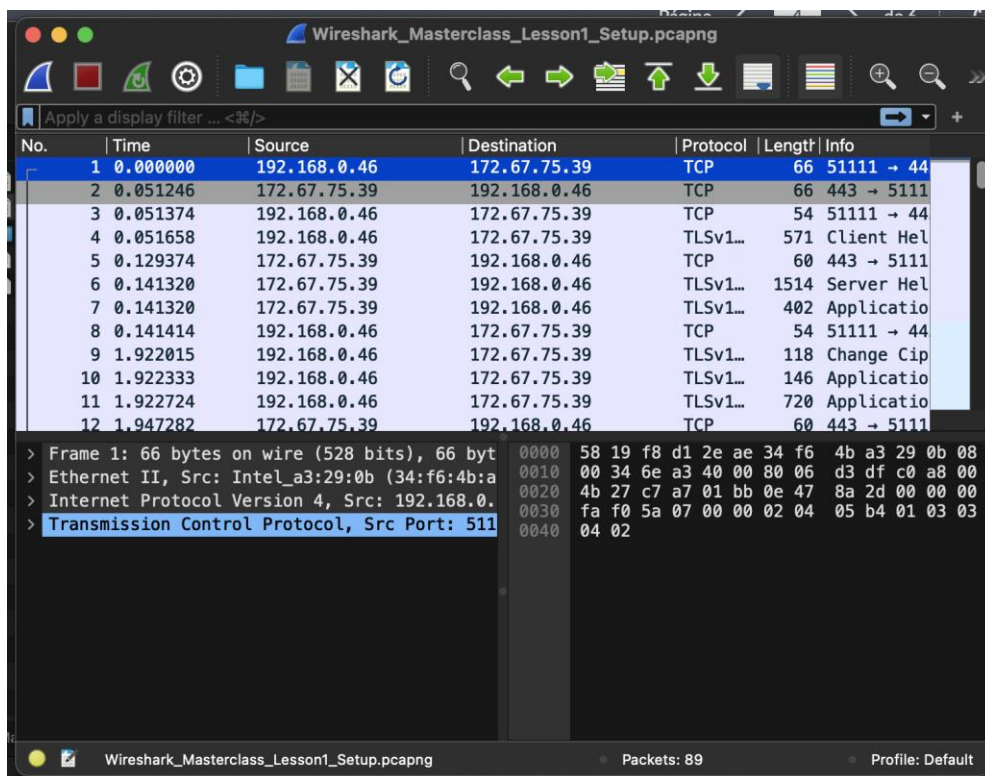 Wireshark_Masterclass_Lesson1_Setup.pcapng
Apply a display filter ... <⌘/>
No. Time Source Destination Protocol Length Info
1 0.000000 192.168.0.46 172.67.75.39 TCP 66 51111 → 44
2 0.051246 172.67.75.39 192.168.0.46 TCP 66 443 → 5111
3 0.051374 192.168.0.46 172.67.75.39 TCP 54 51111 → 44
4 0.051658 192.168.0.46 172.67.75.39 TLSv1… 571 Client Hel
5 0.129374 172.67.75.39 192.168.0.46 TCP 60 443 → 5111
6 0.141320 172.67.75.39 192.168.0.46 TLSv1… 1514 Server Hel
7 0.141320 172.67.75.39 192.168.0.46 TLSv1… 402 Applicatio
8 0.141414 192.168.0.46 172.67.75.39 TCP 54 51111 → 44
9 1.922015 192.168.0.46 172.67.75.39 TLSv1… 118 Change Cip
10 1.922333 192.168.0.46 172.67.75.39 TLSv1… 146 Applicatio
11 1.922724 192.168.0.46 172.67.75.39 TLSv1… 720 Applicatio
12 1.947282 172.67.75.39 192.168.0.46 TCP 60 443 → 5111
> Frame 1: 66 bytes on wire (528 bits), 66 byt
> Ethernet II, Src: Intel_a3:29:0b (34:f6:4b:a
> Internet Protocol Version 4, Src: 192.168.0.
> Transmission Control Protocol, Src Port: 511
0000 58 19 f8 d1 2e ae 34 f6 4b a3 29 0b 08
0010 00 34 6e a3 40 00 80 06 d3 df c0 a8 00
0020 4b 27 c7 a7 01 bb 0e 47 8a 2d 00 00 00
0030 fa f0 5a 07 00 00 02 04 05 b4 01 03 03
0040 04 02
Wireshark_Masterclass_Lesson1_Setup.pcapng
Packets: 89
Profile: Default